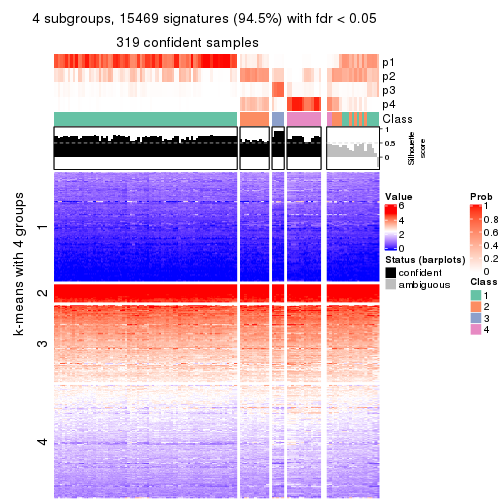 4 subgroups, 15469 signatures (94.5%) with fdr < 0.05
319 confident samples
p1
p2
p3
p4
Class
1
0.5
0
Silhouette
score
k-means with 4 groups
1
2
3
4
Value
6
4
2
0
Status (barplots)
confident
ambiguous
Prob
1
0.8
0.6
0.4
0.2
0
Class
1
2
3
4